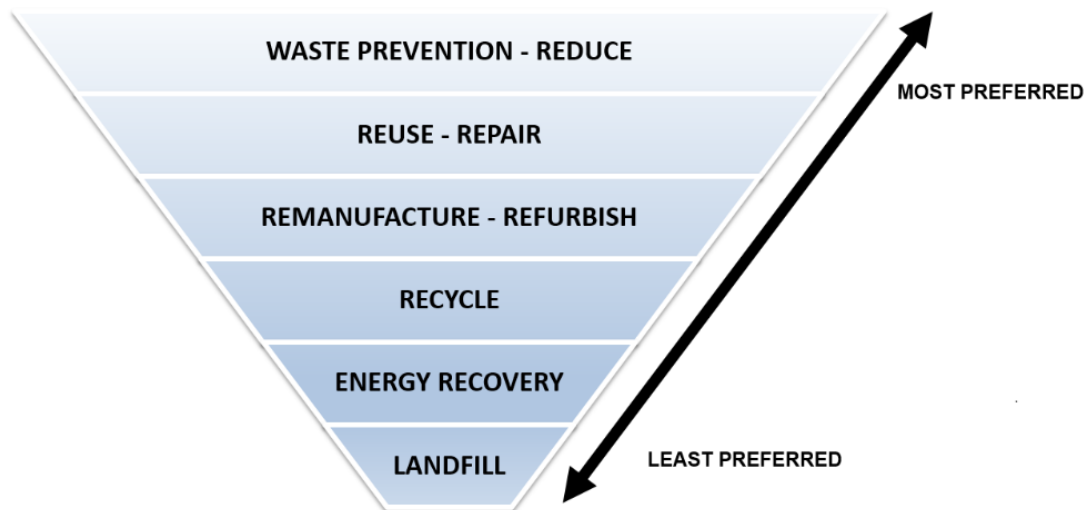 WASTE PREVENTION - REDUCE
MOST PREFERRED
REUSE - REPAIR
REMANUFACTURE - REFURBISH
RECYCLE
ENERGY RECOVERY
LANDFILL
LEAST PREFERRED